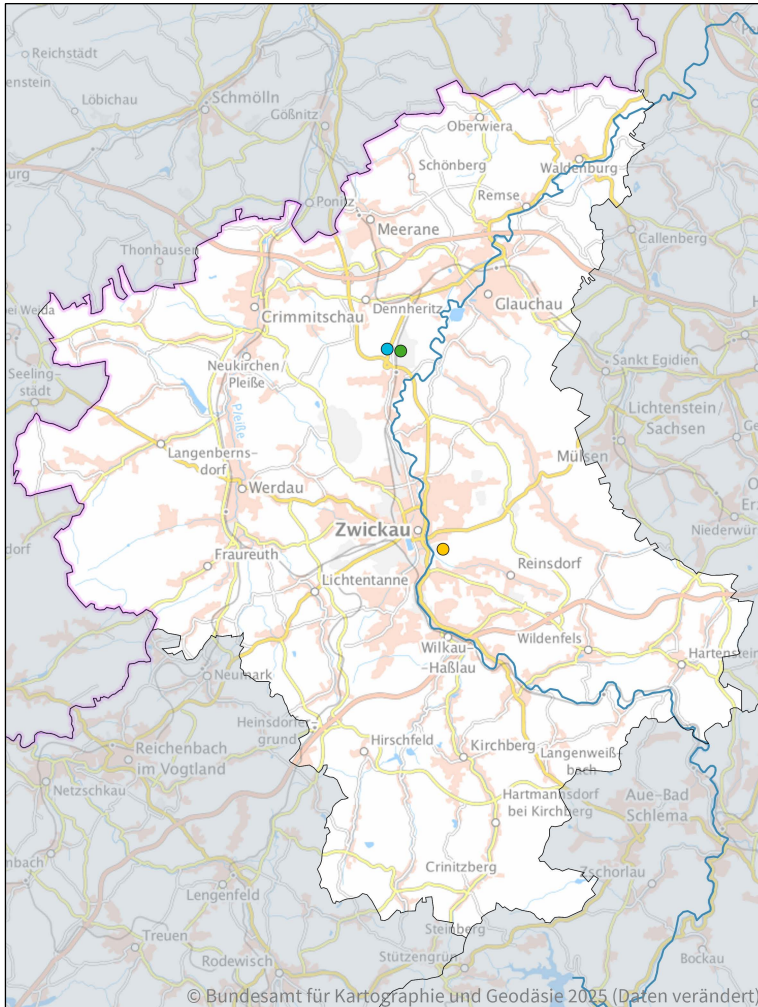 Reichstädt
Löbichau
Schmölln
Gößnitz
Oberwiera
Schönberg
Waldenburg
Ponitz
Remse
Meerane
Callenberg
Thonhausen
Dennheritz
Glauchau
Crimmitschau
Neukirchen/
Pleiße
Sankt Egidien
Seeling-
städt
Pleiße
Lichtenstein/
Sachsen
Langenberns-
dorf
Mülsen
Werdau
Zwickau
Niederwür
dorf
Fraureuth
Lichtentanne
Reinsdorf
Wilkau-
Haßlau
Wildenfels
Hartenstein
Neumark
Heinsdorfer-
grund
Reichenbach
im Vogtland
Hirschfeld
Kirchberg
Langenweiß-
bach
Netzschkau
Hartmannsdorf
bei Kirchberg
Aue-Bad
Schlema
Crinitzberg
Zschorlau
Lengenfeld
Steinberg
Treuen
Stützengrün
Bockau
Rodewisch
© Bundesamt für Kartographie und Geodäsie 2025 (Daten verändert)